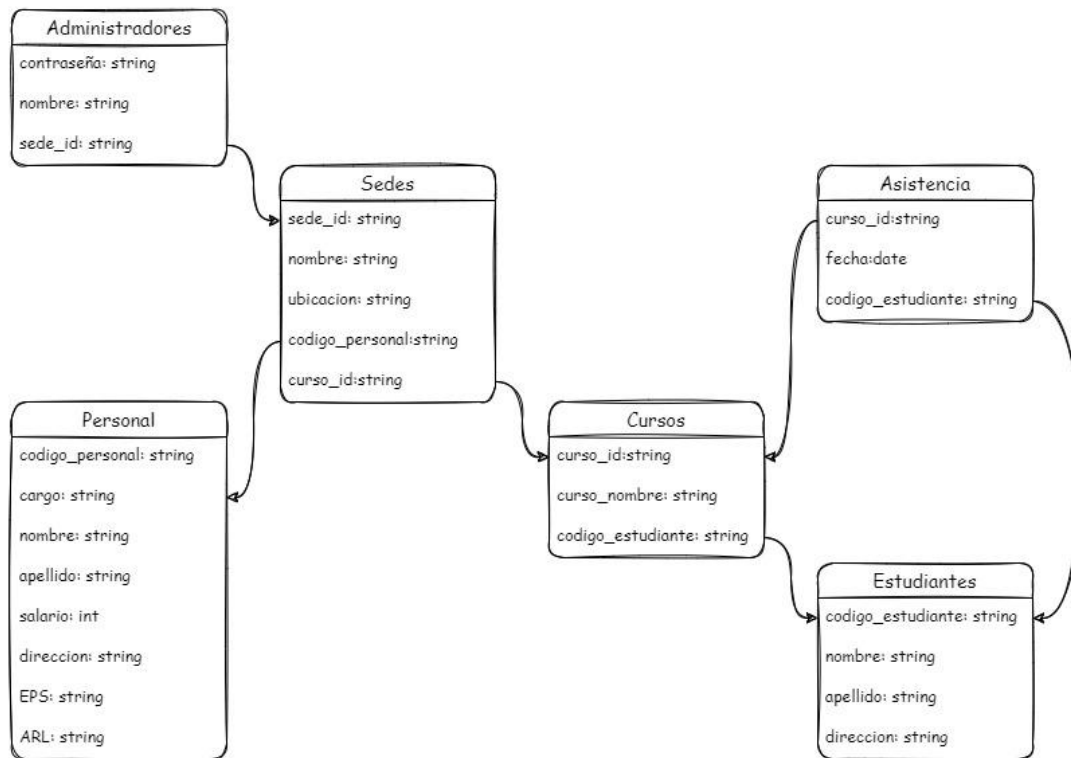 Administradores
contraseña: string
nombre: string
sede_id: string
Sedes
sede_id: string
nombre: string
ubicacion: string
codigo_personal:string
curso_id:string
Asistencia
curso_id:string
fecha:date
codigo_estudiante: string
Personal
codigo_personal: string
cargo: string
nombre: string
apellido: string
salario: int
direccion: string
EPS: string
ARL: string
Cursos
curso_id:string
curso_nombre: string
codigo_estudiante: string
Estudiantes
codigo_estudiante: string
nombre: string
apellido: string
direccion: string